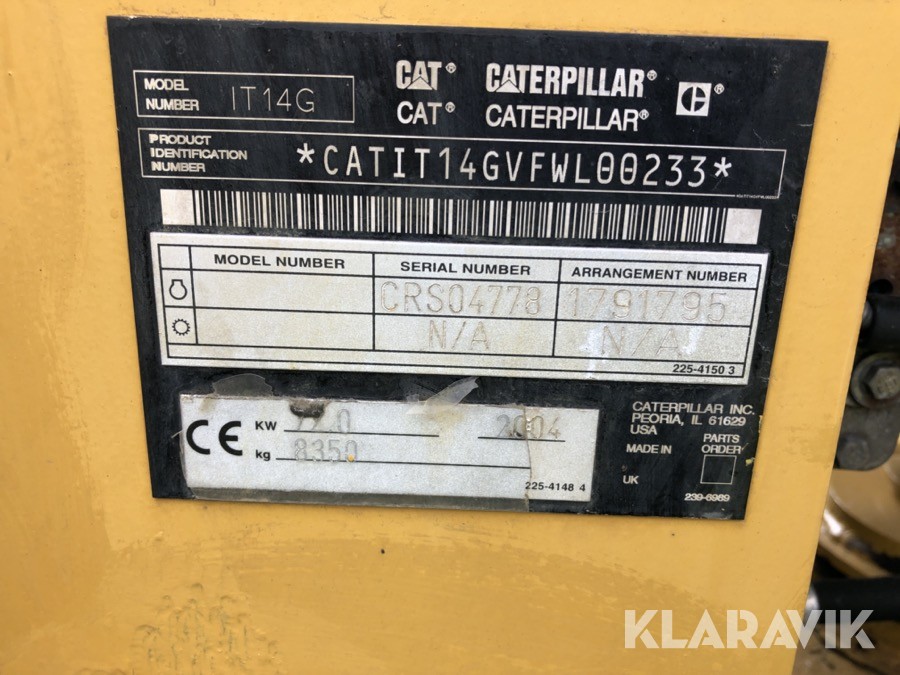 MODEL NUMBER IT14G
CAT® CATERPILLAR®
CAT® CATERPILLAR®
PRODUCT IDENTIFICATION NUMBER *CATIT14GVFWL00233*
MODEL NUMBER SERIAL NUMBER ARRANGEMENT NUMBER
CRS04778 1791795
N/A N/A
225-4150 3
CE
KW 2004
kg 8350
225-4148 4
CATERPILLAR INC.
PEORIA, IL 61629
USA
MADE IN
UK
PARTS
ORDER
239-6969
KLARAVIK